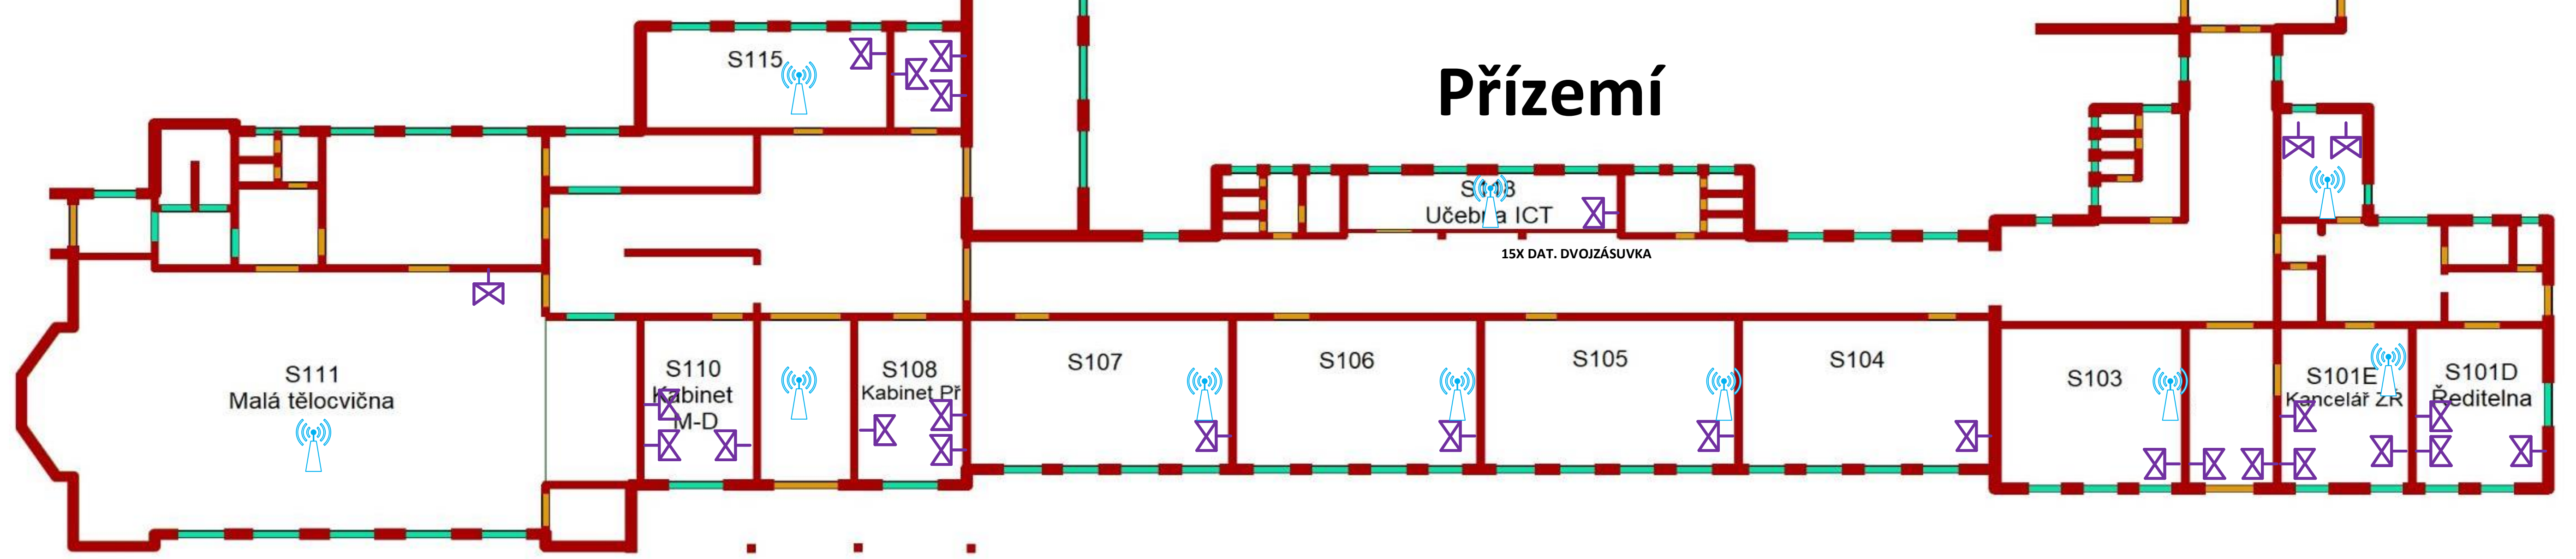 Přízemí
S115
Učebna ICT
15X DAT. DVOJZÁSUVKA
S111
Malá tělocvična
S110
Kabinet
M-D
S108
Kabinet Př
S107
S106
S105
S104
S103
S101E
Kancelář ZŘ
S101D
Ředitelna